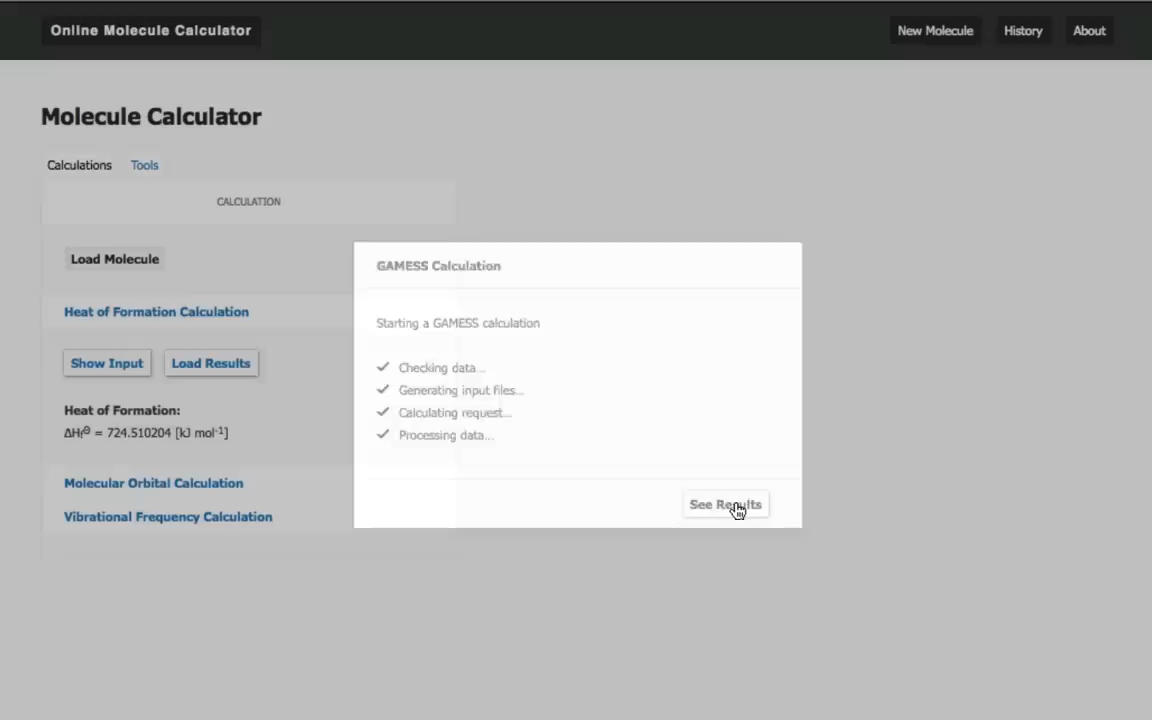 Online Molecule Calculator
New Molecule History About
Molecule Calculator
Calculations Tools
CALCULATION
Load Molecule
Heat of Formation Calculation
Show Input Load Results
Heat of Formation:
ΔHf⊖ = 724.510204 [kJ mol-1]
Molecular Orbital Calculation
Vibrational Frequency Calculation
GAMESS Calculation
Starting a GAMESS calculation
Checking data...
Generating input files...
Calculating request...
Processing data...
See Results